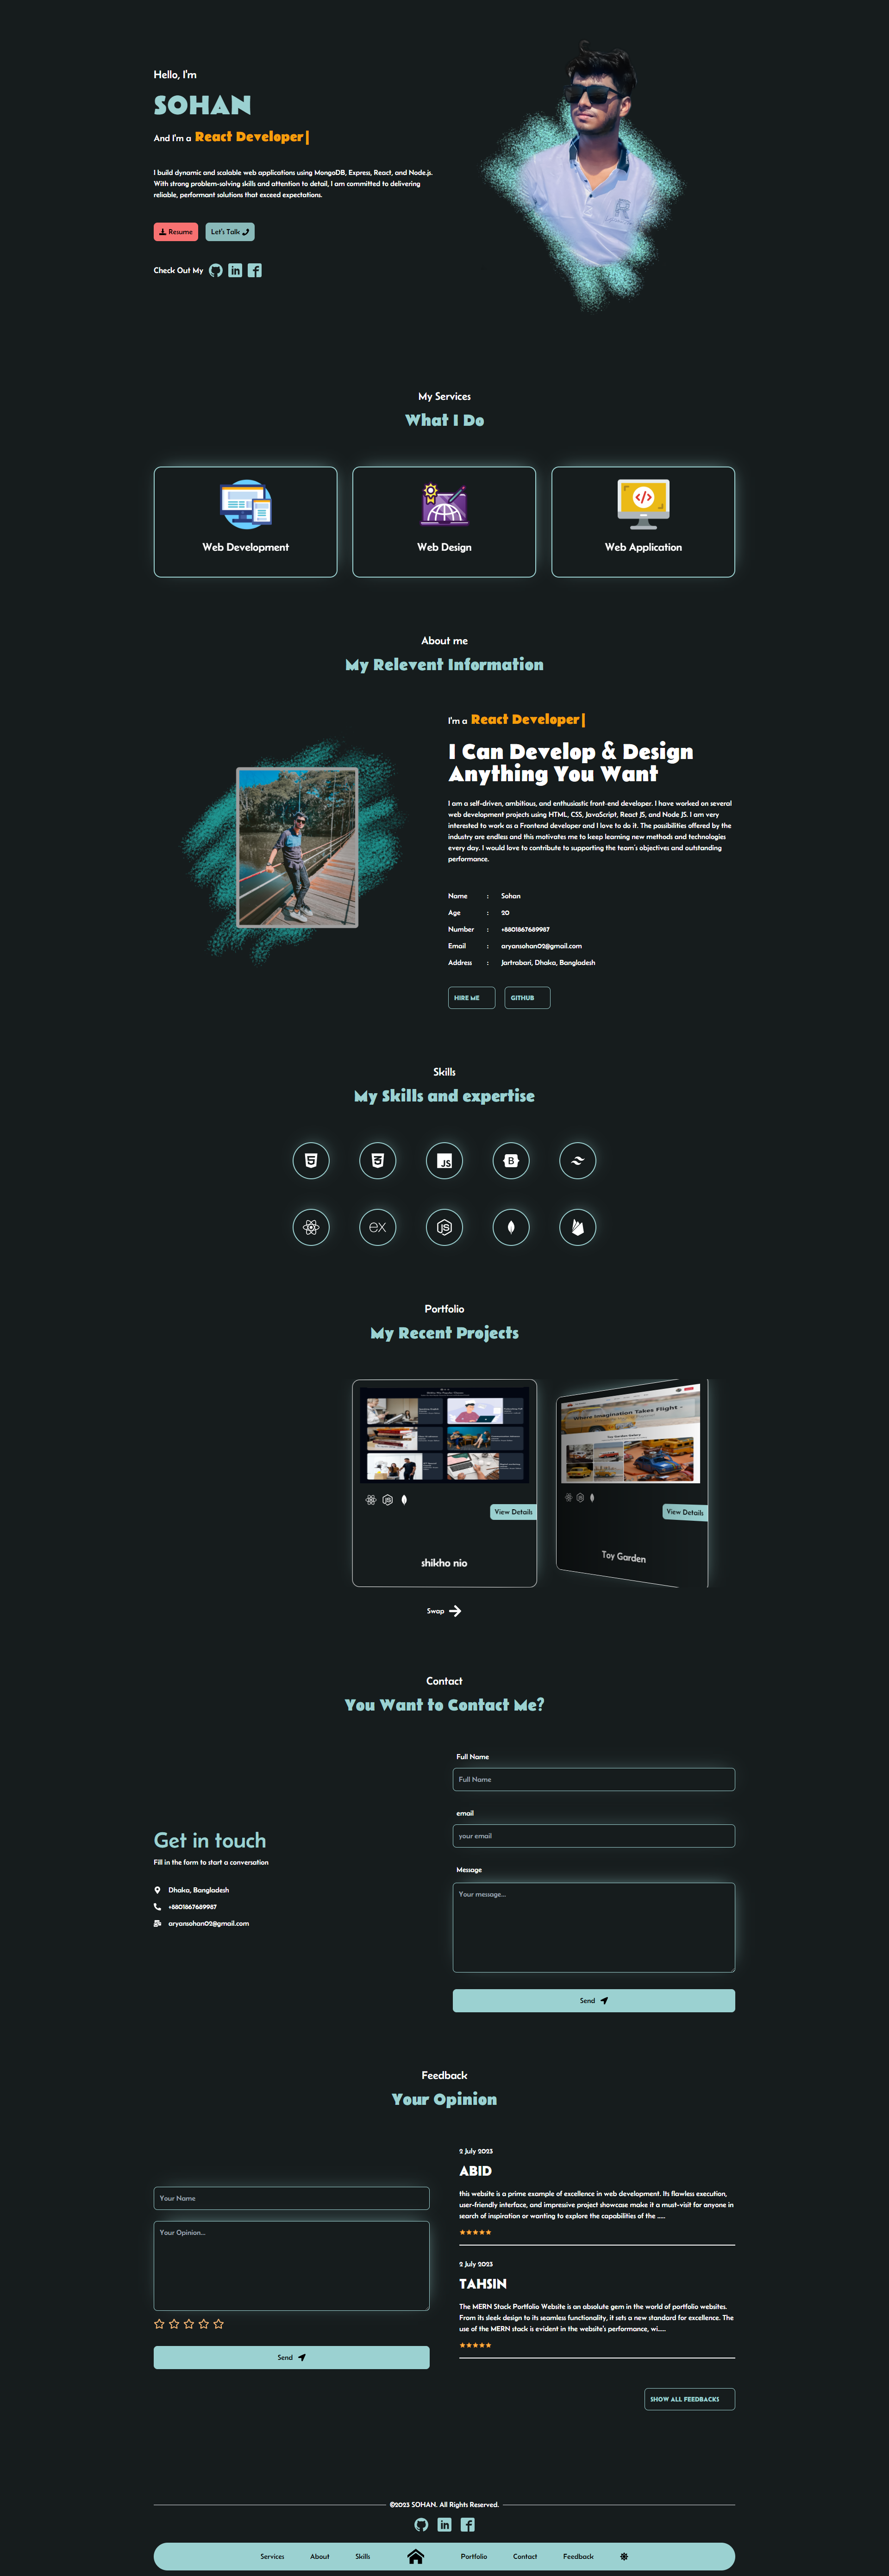 Hello, I'm
SOHAN
And I'm a React Developer|
I build dynamic and scalable web applications using MongoDB, Express, React, and Node.js.
With strong problem-solving skills and attention to detail, I am committed to delivering
reliable, performant solutions that exceed expectations.
Resume
Let's Talk
Check Out My
My Services
What I Do
Web Development
Web Design
Web Application
About me
My Relevent Information
I'm a React Developer|
I Can Develop & Design
Anything You Want
I am a self-driven, ambitious, and enthusiastic front-end developer. I have worked on several
web development projects using HTML, CSS, JavaScript, React JS, and Node JS. I am very
interested to work as a Frontend developer and I love to do it. The possibilities offered by the
industry are endless and this motivates me to keep learning new methods and technologies
every day. I would love to contribute to supporting the team's objectives and outstanding
performance.
Name : Sohan
Age : 20
Number : +8801867689987
Email : aryansohan02@gmail.com
Address : Jartrabari, Dhaka, Bangladesh
HIRE ME
GITHUB
Skills
My Skills and expertise
JS
B
ex
JS
Portfolio
My Recent Projects
Where Imagination Takes Flight -
View Details
View Details
shikho nio
Toy Garden
Swap
Contact
You Want to Contact Me?
Full Name
Full Name
email
your email
Message
Your message...
Send
Get in touch
Fill in the form to start a conversation
Dhaka, Bangladesh
+8801867689987
aryansohan02@gmail.com
Feedback
Your Opinion
Your Name
Your Opinion...
Send
2 July 2023
ABID
this website is a prime example of excellence in web development. Its flawless execution,
user-friendly interface, and impressive project showcase make it a must-visit for anyone in
search of inspiration or wanting to explore the capabilities of the .....
2 July 2023
TAHSIN
The MERN Stack Portfolio Website is an absolute gem in the world of portfolio websites.
From its sleek design to its seamless functionality, it sets a new standard for excellence. The
use of the MERN stack is evident in the website's performance, wi.....
SHOW ALL FEEDBACKS
©2023 SOHAN. All Rights Reserved.
Services
About
Skills
Portfolio
Contact
Feedback